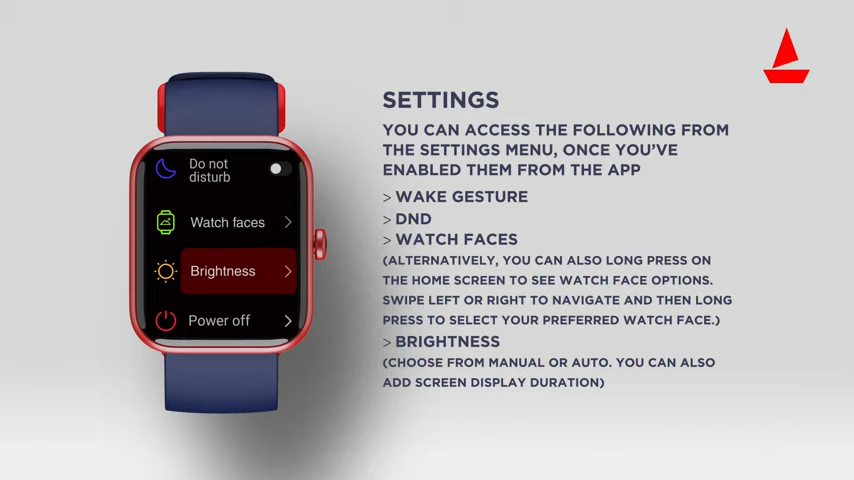 Do not
disturb
Watch faces
Brightness
Power off
SETTINGS
YOU CAN ACCESS THE FOLLOWING FROM
THE SETTINGS MENU, ONCE YOU'VE
ENABLED THEM FROM THE APP
> WAKE GESTURE
> DND
> WATCH FACES
(ALTERNATIVELY, YOU CAN ALSO LONG PRESS ON
THE HOME SCREEN TO SEE WATCH FACE OPTIONS.
SWIPE LEFT OR RIGHT TO NAVIGATE AND THEN LONG
PRESS TO SELECT YOUR PREFERRED WATCH FACE.)
> BRIGHTNESS
(CHOOSE FROM MANUAL OR AUTO. YOU CAN ALSO
ADD SCREEN DISPLAY DURATION)